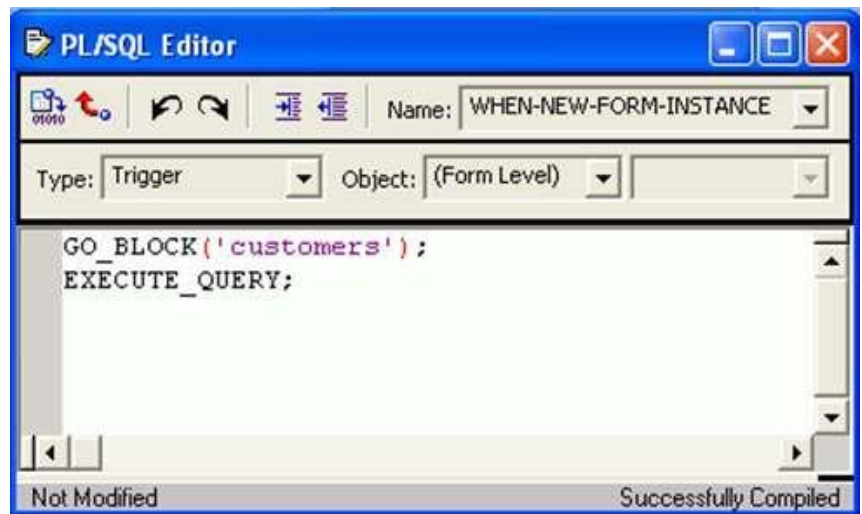 PL/SQL Editor
01010
Name: WHEN-NEW-FORM-INSTANCE
Type: Trigger Object: (Form Level)
GO_BLOCK('customers');
EXECUTE_QUERY;
Not Modified Successfully Compiled